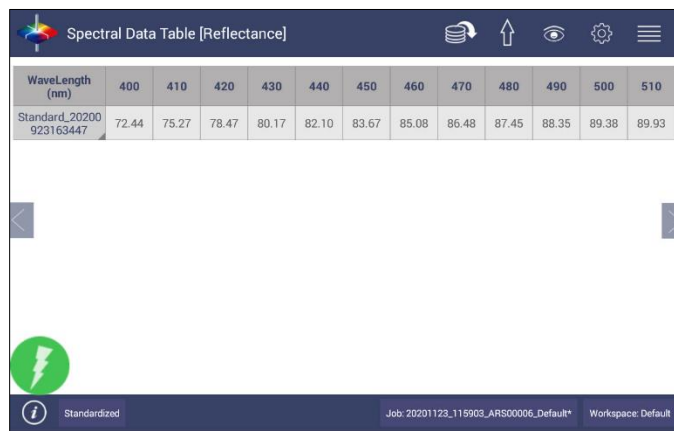 Spectral Data Table [Reflectance]
WaveLength (nm) 400 410 420 430 440 450 460 470 480 490 500 510
Standard_20200923163447 72.44 75.27 78.47 80.17 82.10 83.67 85.08 86.48 87.45 88.35 89.38 89.93
i Standardized Job: 20201123_115903_ARS00006_Default* Workspace: Default